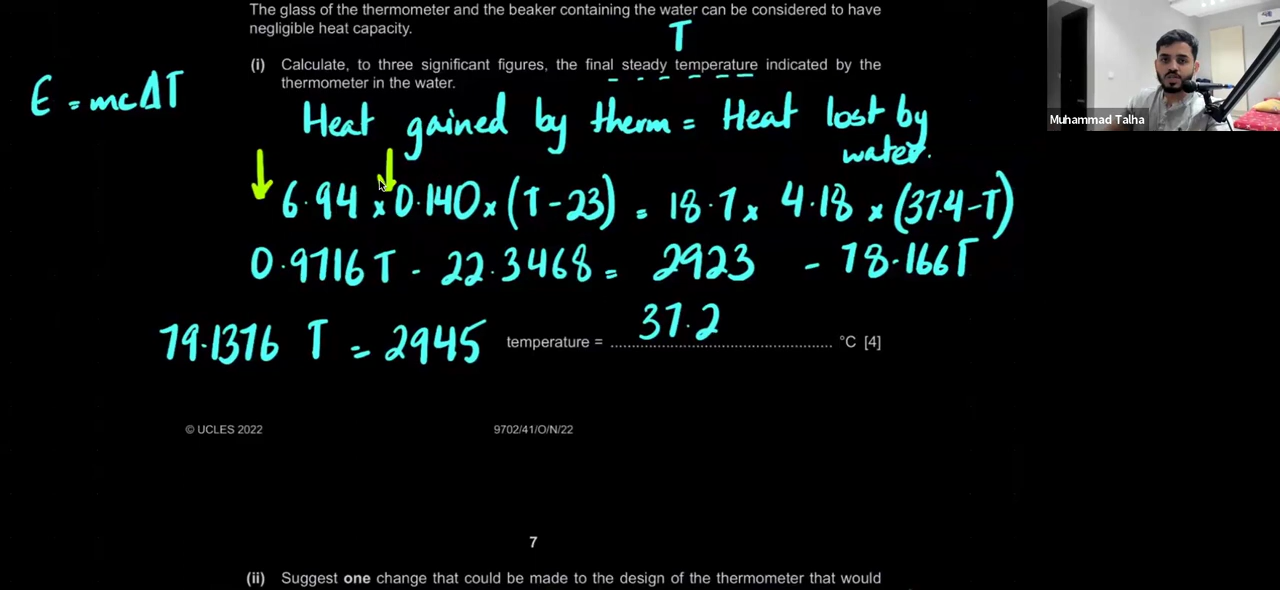 The glass of the thermometer and the beaker containing the water can be considered to have
negligible heat capacity.
T
(i) Calculate, to three significant figures, the final steady temperature indicated by the
thermometer in the water.
E = mcΔT
Heat gained by therm = Heat lost by
water.
6.94 × 0.140 × (T - 23) = 18.7 × 4.18 × (37.4 - T)
0.9716 T - 22.3468 = 2923 - 78.166T
79.1376 T = 2945
temperature = 37.2 °C [4]
© UCLES 2022 9702/41/O/N/22
7
(ii) Suggest one change that could be made to the design of the thermometer that would
Muhammad Talha